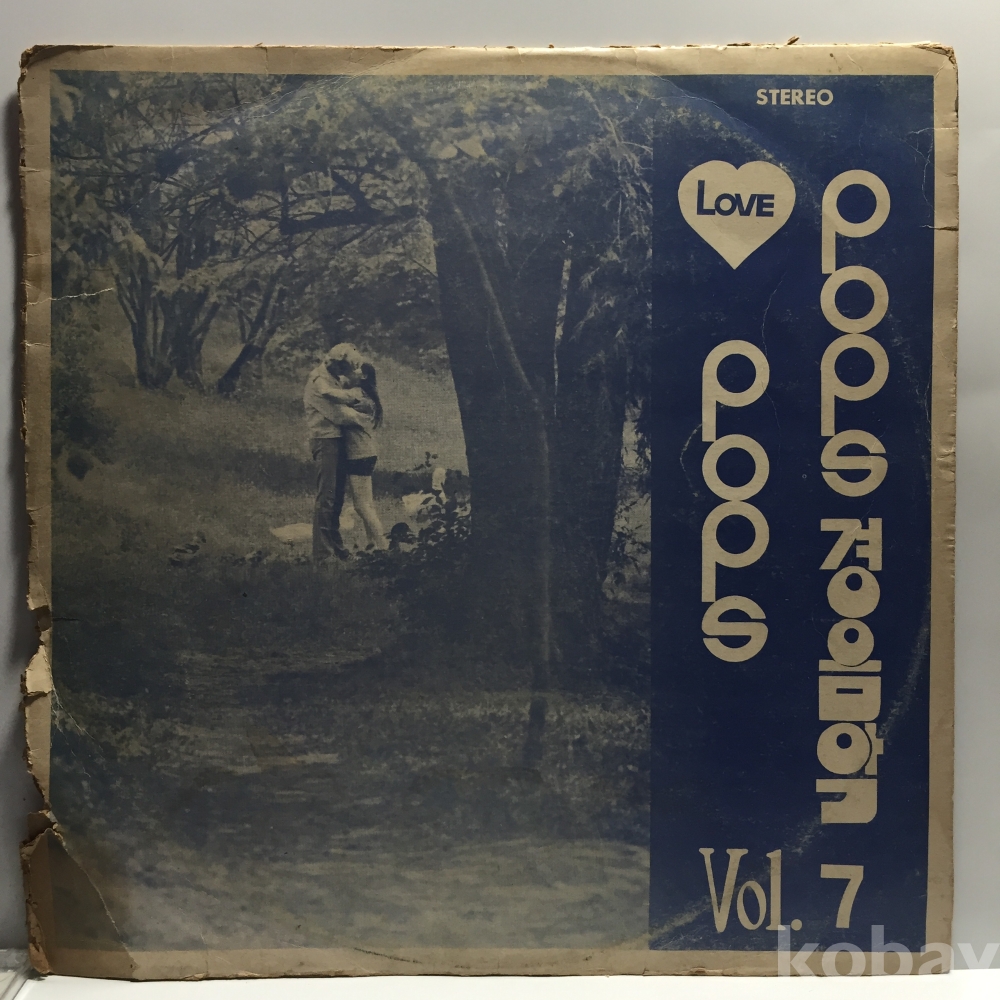 STEREO
LOVE
POPS
POPS 경음악
Vol. 7
kobay